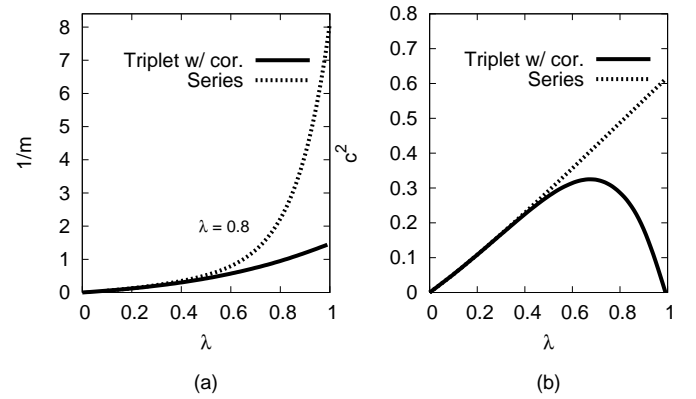 8
7
6
5
4
3
2
1
0
1/m
Triplet w/ cor.
Series
λ = 0.8
0 0.2 0.4 0.6 0.8 1
λ
(a)
0.8
0.7
0.6
0.5
0.4
0.3
0.2
0.1
0
c^2
Triplet w/ cor.
Series
0 0.2 0.4 0.6 0.8 1
λ
(b)